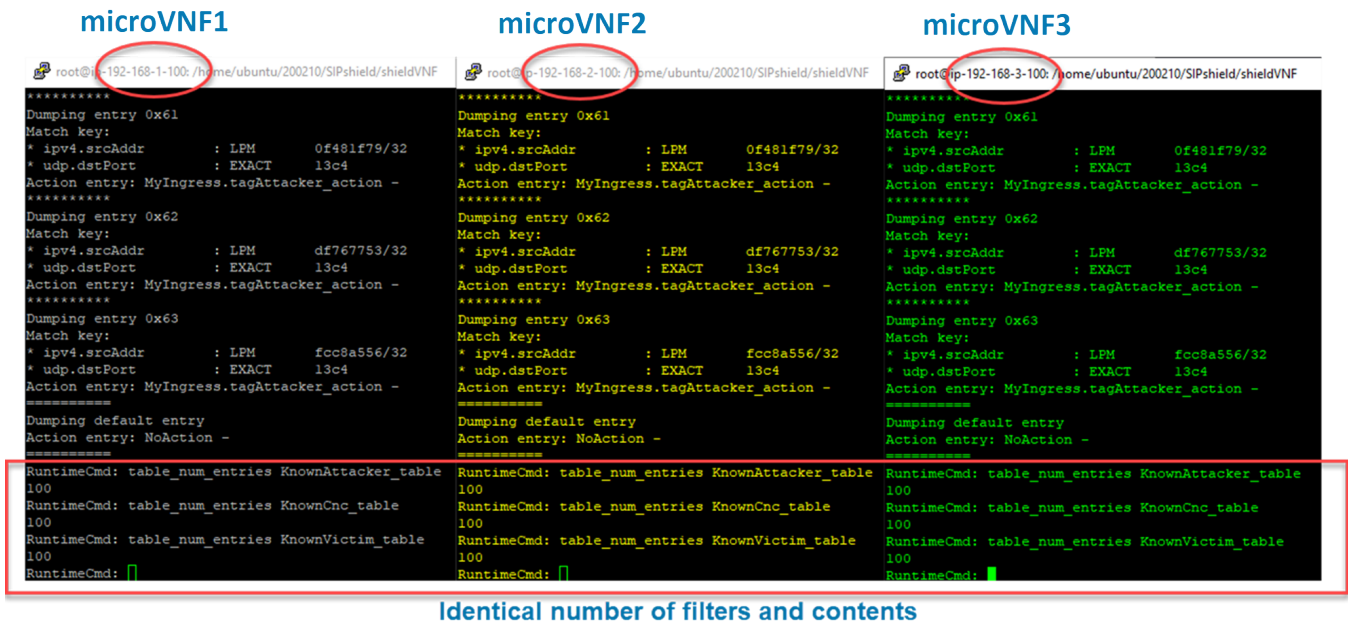 microVNF1
root@ip-192-168-1-100: /home/ubuntu/200210/SIPshield/shieldVNF
**********
Dumping entry 0x61
Match key:
* ipv4.srcAddr : LPM 0f481f79/32
* udp.dstPort : EXACT 13c4
Action entry: MyIngress.tagAttacker_action -
**********
Dumping entry 0x62
Match key:
* ipv4.srcAddr : LPM df767753/32
* udp.dstPort : EXACT 13c4
Action entry: MyIngress.tagAttacker_action -
**********
Dumping entry 0x63
Match key:
* ipv4.srcAddr : LPM fcc8a556/32
* udp.dstPort : EXACT 13c4
Action entry: MyIngress.tagAttacker_action -
==========
Dumping default entry
Action entry: NoAction -
==========
RuntimeCmd: table_num_entries KnownAttacker_table
100
RuntimeCmd: table_num_entries KnownCnc_table
100
RuntimeCmd: table_num_entries KnownVictim_table
100
RuntimeCmd:
microVNF2
root@ip-192-168-2-100: /home/ubuntu/200210/SIPshield/shieldVNF
**********
Dumping entry 0x61
Match key:
* ipv4.srcAddr : LPM 0f481f79/32
* udp.dstPort : EXACT 13c4
Action entry: MyIngress.tagAttacker_action -
**********
Dumping entry 0x62
Match key:
* ipv4.srcAddr : LPM df767753/32
* udp.dstPort : EXACT 13c4
Action entry: MyIngress.tagAttacker_action -
**********
Dumping entry 0x63
Match key:
* ipv4.srcAddr : LPM fcc8a556/32
* udp.dstPort : EXACT 13c4
Action entry: MyIngress.tagAttacker_action -
==========
Dumping default entry
Action entry: NoAction -
==========
RuntimeCmd: table_num_entries KnownAttacker_table
100
RuntimeCmd: table_num_entries KnownCnc_table
100
RuntimeCmd: table_num_entries KnownVictim_table
100
RuntimeCmd:
microVNF3
root@ip-192-168-3-100: /home/ubuntu/200210/SIPshield/shieldVNF
**********
Dumping entry 0x61
Match key:
* ipv4.srcAddr : LPM 0f481f79/32
* udp.dstPort : EXACT 13c4
Action entry: MyIngress.tagAttacker_action -
**********
Dumping entry 0x62
Match key:
* ipv4.srcAddr : LPM df767753/32
* udp.dstPort : EXACT 13c4
Action entry: MyIngress.tagAttacker_action -
**********
Dumping entry 0x63
Match key:
* ipv4.srcAddr : LPM fcc8a556/32
* udp.dstPort : EXACT 13c4
Action entry: MyIngress.tagAttacker_action -
==========
Dumping default entry
Action entry: NoAction -
==========
RuntimeCmd: table_num_entries KnownAttacker_table
100
RuntimeCmd: table_num_entries KnownCnc_table
100
RuntimeCmd: table_num_entries KnownVictim_table
100
RuntimeCmd:
Identical number of filters and contents